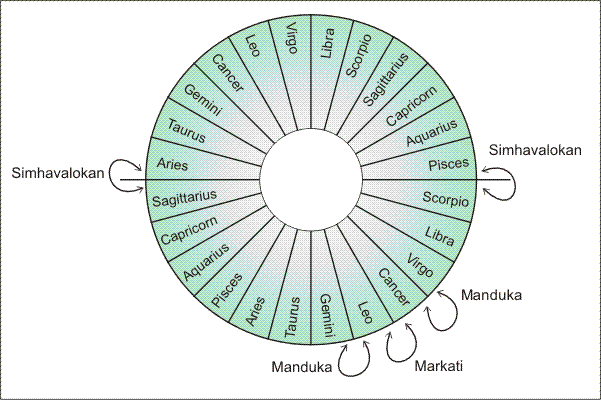 Virgo
Libra
Leo
Scorpio
Cancer
Sagittarius
Gemini
Capricorn
Taurus
Aquarius
Aries
Pisces
Simhavalokan
Simhavalokan
Sagittarius
Scorpio
Capricorn
Libra
Aquarius
Virgo
Pisces
Cancer
Aries
Taurus
Gemini
Leo
Manduka
Manduka
Markati